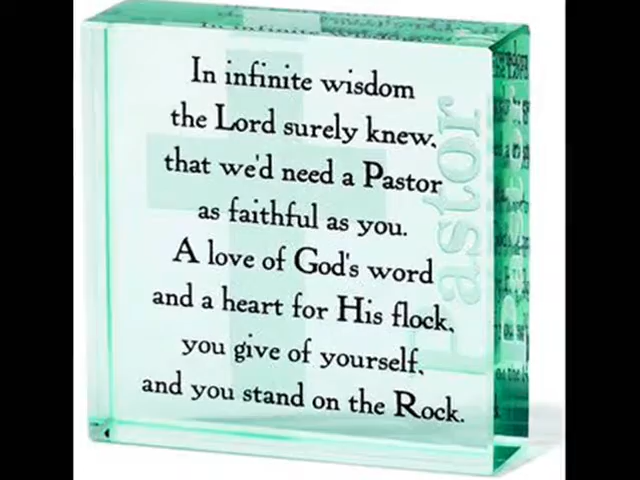 In infinite wisdom
the Lord surely knew,
that we'd need a Pastor
as faithful as you.
A love of God's word
and a heart for His flock,
you give of yourself,
and you stand on the Rock.
Pastor